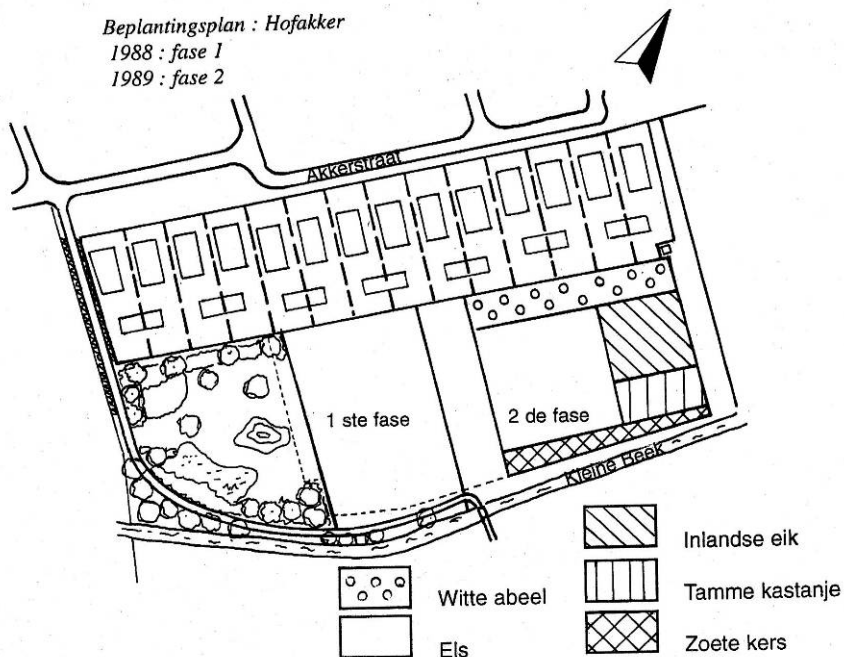 Beplantingsplan : Hofakker
1988 : fase 1
1989 : fase 2
Akkerstraat
1 ste fase
2 de fase
Kleine Beek
Witte abeel
Els
Inlandse eik
Tamme kastanje
Zoete kers